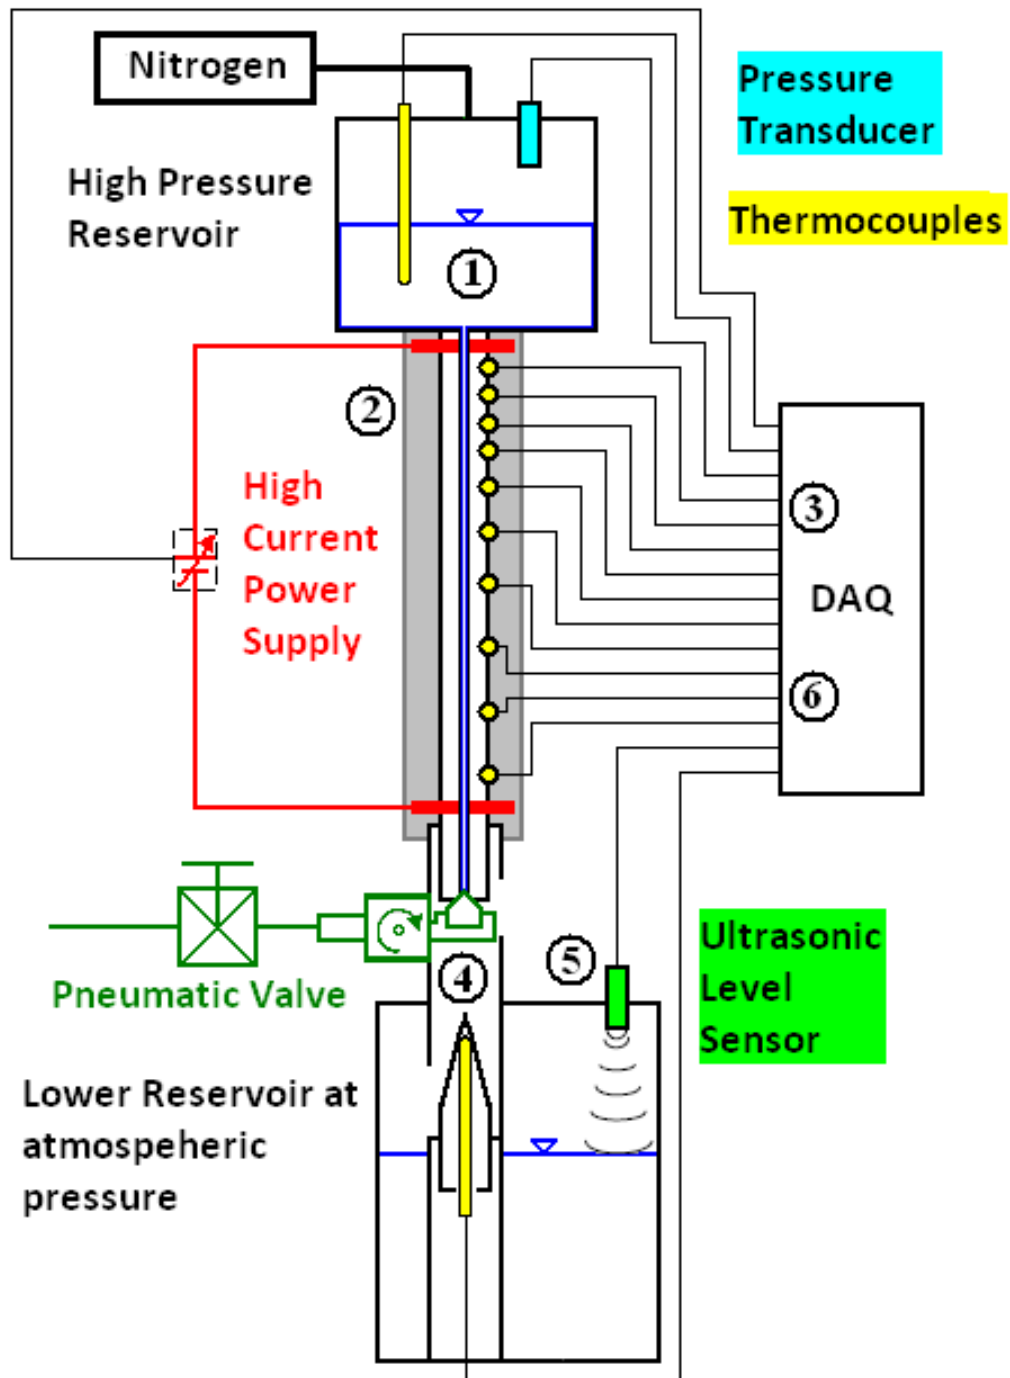 Nitrogen
Pressure
Transducer
High Pressure
Reservoir
Thermocouples
1
2
High
Current
Power
Supply
3
DAQ
6
Ultrasonic
Level
Sensor
5
4
Pneumatic Valve
Lower Reservoir at
atmospeheric
pressure